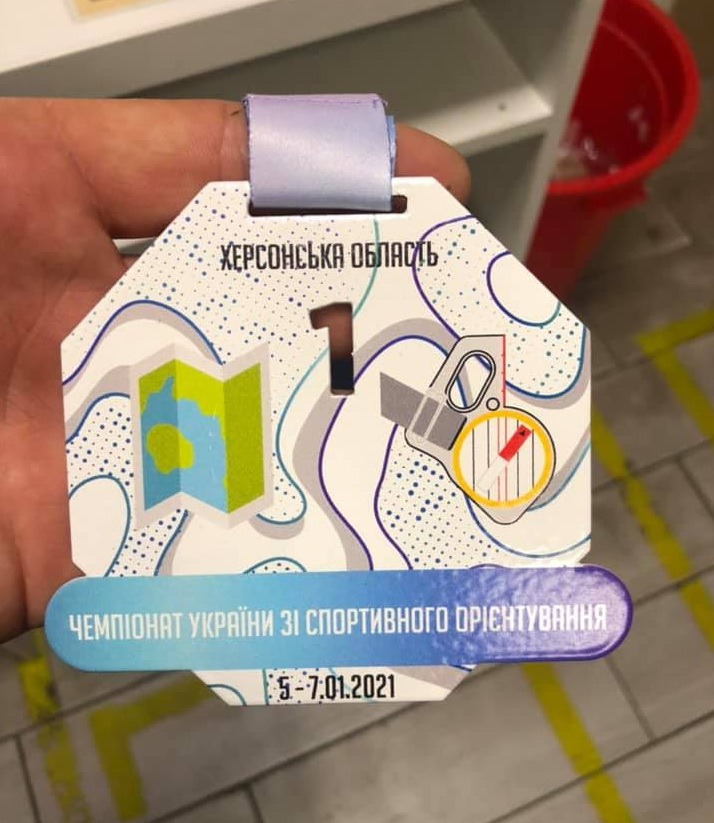 ХЕРСОНСЬКА ОБЛАСТЬ
1
ЧЕМПІОНАТ УКРАЇНИ ЗІ СПОРТИВНОГО ОРІЄНТУВАННЯ
5-7.01.2021